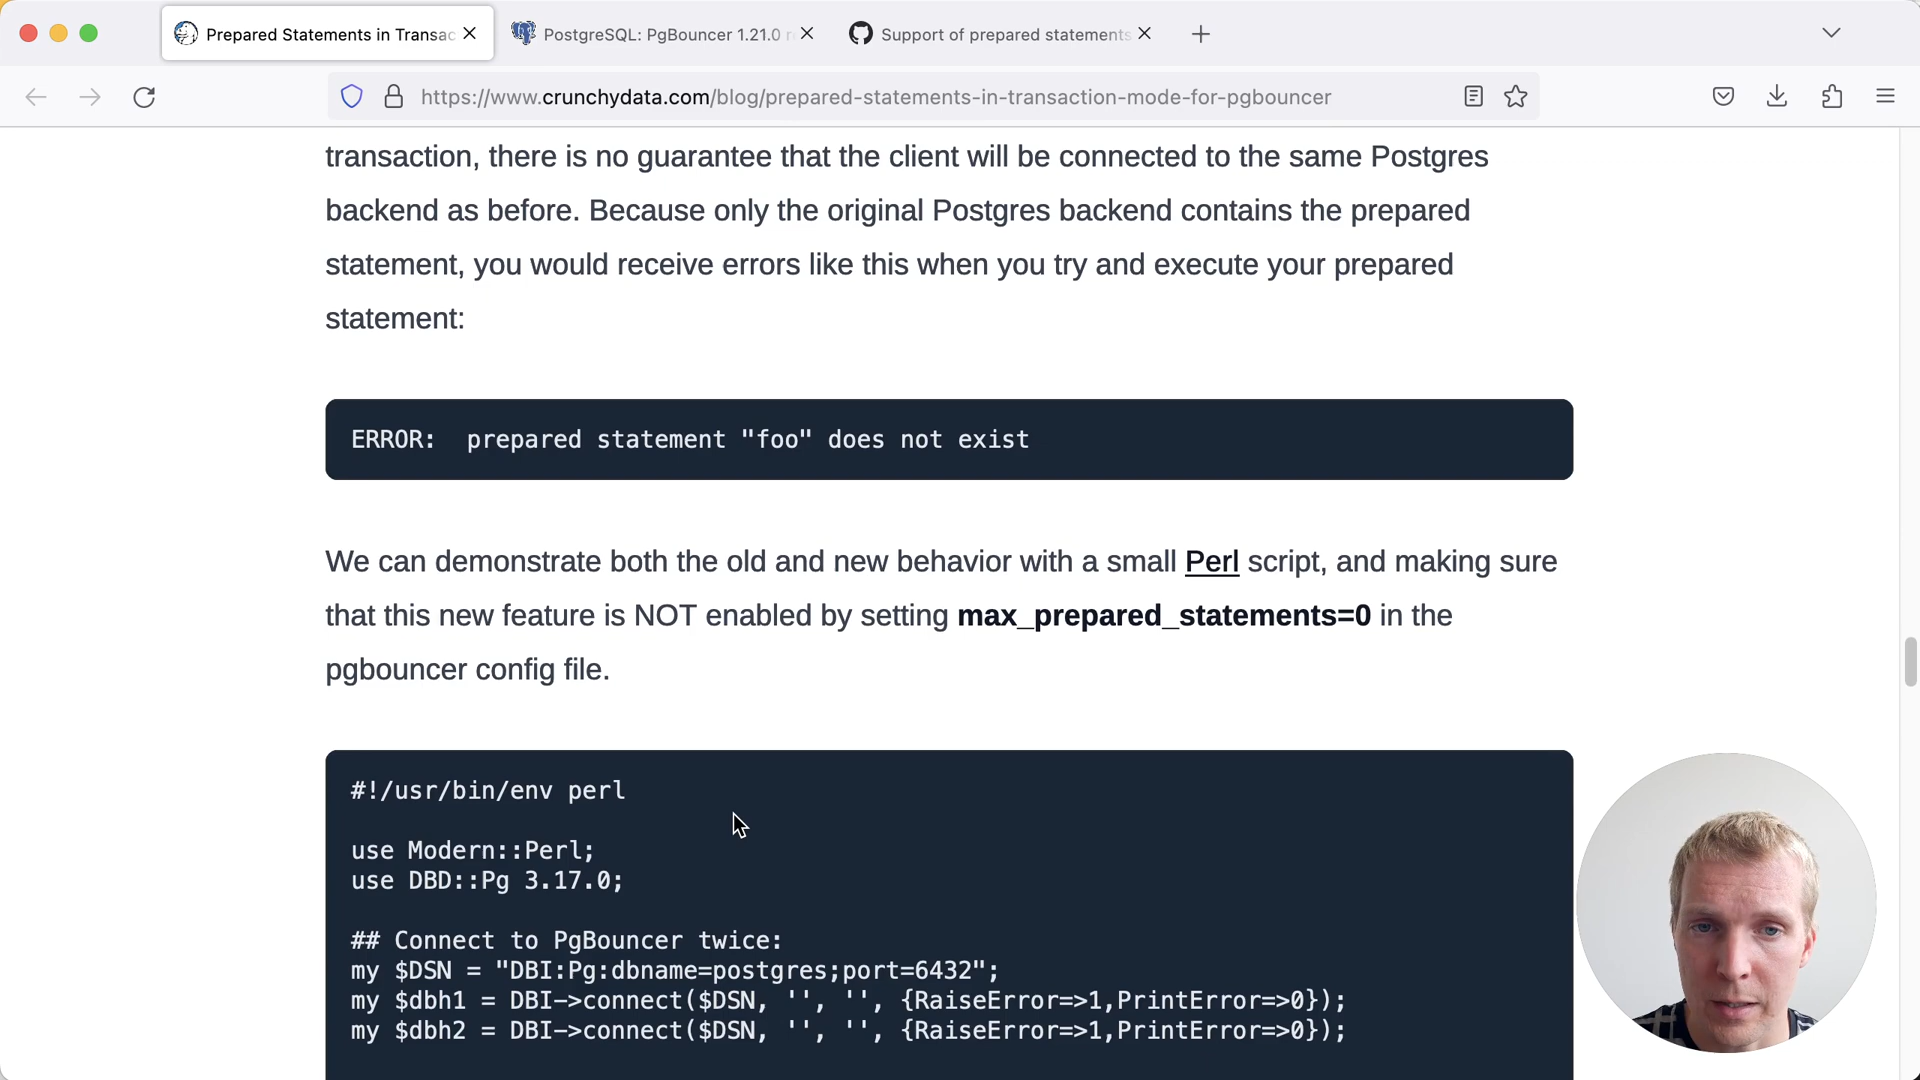 Prepared Statements in Transac
PostgreSQL: PgBouncer 1.21.0 r
Support of prepared statements
https://www.crunchydata.com/blog/prepared-statements-in-transaction-mode-for-pgbouncer
transaction, there is no guarantee that the client will be connected to the same Postgres
backend as before. Because only the original Postgres backend contains the prepared
statement, you would receive errors like this when you try and execute your prepared
statement:
ERROR:  prepared statement "foo" does not exist
We can demonstrate both the old and new behavior with a small Perl script, and making sure
that this new feature is NOT enabled by setting max_prepared_statements=0 in the
pgbouncer config file.
#!/usr/bin/env perl
use Modern::Perl;
use DBD::Pg 3.17.0;
## Connect to PgBouncer twice:
my $DSN = "DBI:Pg:dbname=postgres;port=6432";
my $dbh1 = DBI->connect($DSN, '', '', {RaiseError=>1,PrintError=>0});
my $dbh2 = DBI->connect($DSN, '', '', {RaiseError=>1,PrintError=>0});